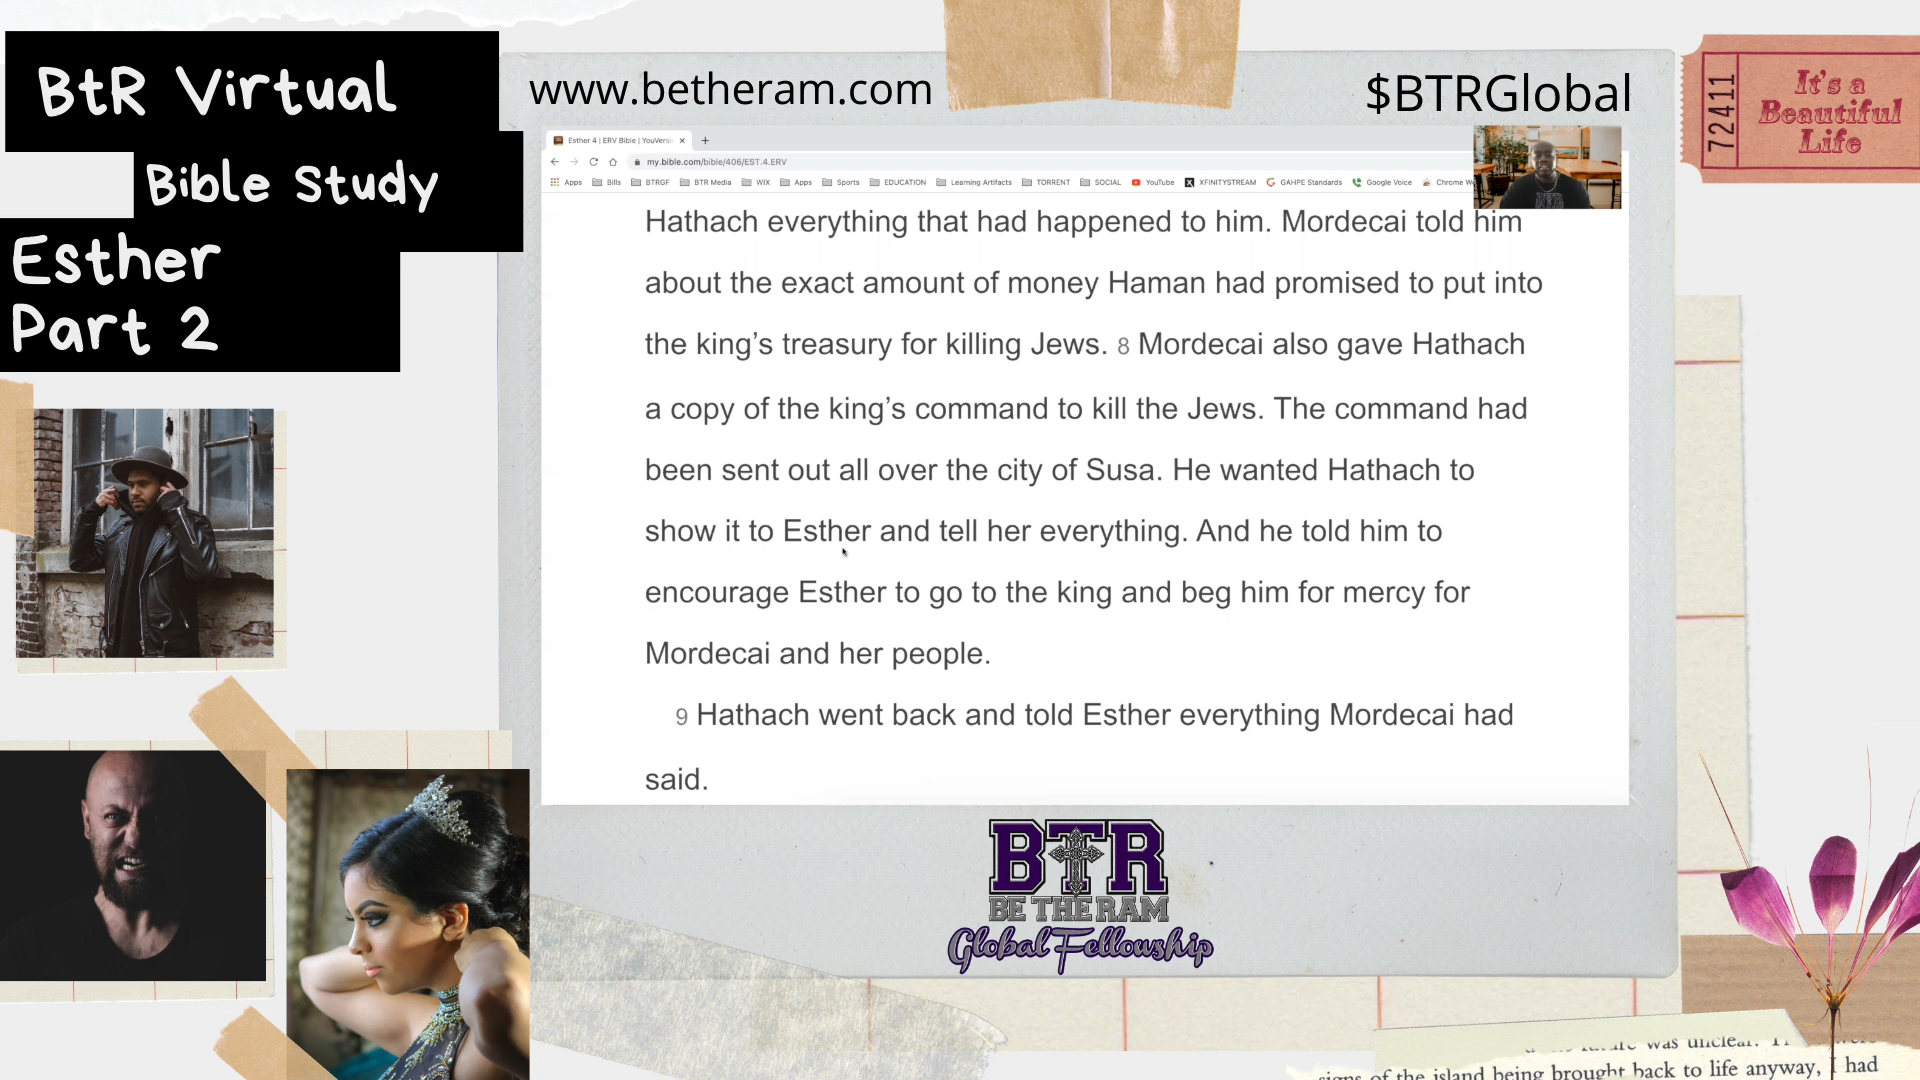 BtR Virtual
Bible Study
Esther
Part 2
www.betheram.com
$BTRGlobal
72411
It's a
Beautiful
Life
Esther 4 | ERV Bible | YouVersi
my.bible.com/bible/406/EST.4.ERV
Apps Bills BTRGF BTR Media WIX Apps Sports EDUCATION Learning Artifacts TORRENT SOCIAL YouTube XFINITYSTREAM GAHPE Standards Google Voice Chrome W
Hathach everything that had happened to him. Mordecai told him
about the exact amount of money Haman had promised to put into
the king’s treasury for killing Jews. 8 Mordecai also gave Hathach
a copy of the king’s command to kill the Jews. The command had
been sent out all over the city of Susa. He wanted Hathach to
show it to Esther and tell her everything. And he told him to
encourage Esther to go to the king and beg him for mercy for
Mordecai and her people.
9 Hathach went back and told Esther everything Mordecai had
said.
BTR
BE THE RAM
Global Fellowship
was unclear.
signs of the island being brought back to life anyway, I had